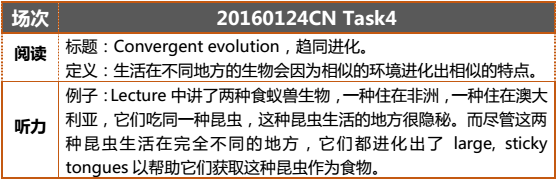 场次 20160124CN Task4
阅读
标题：Convergent evolution，趋同进化。
定义：生活在不同地方的生物会因为相似的环境进化出相似的特点。
听力
例子：Lecture 中讲了两种食蚁兽生物，一种住在非洲，一种住在澳大
利亚，它们吃同一种昆虫，这种昆虫生活的地方很隐秘。而尽管这两
种昆虫生活在完全不同的地方，它们都进化出了 large, sticky
tongues 以帮助它们获取这种昆虫作为食物。